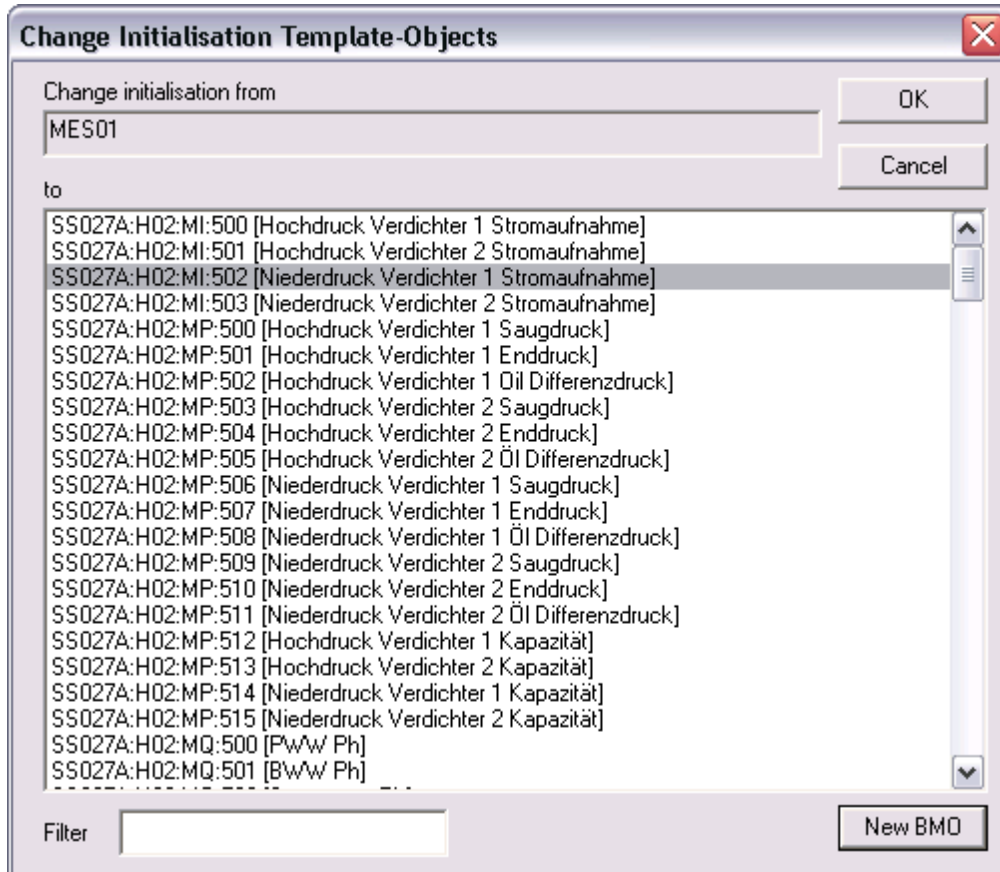 Change Initialisation Template-Objects
Change initialisation from
OK
MES01
Cancel
to
SS027A:H02:MI:500 [Hochdruck Verdichter 1 Stromaufnahme]
SS027A:H02:MI:501 [Hochdruck Verdichter 2 Stromaufnahme]
SS027A:H02:MI:502 [Niederdruck Verdichter 1 Stromaufnahme]
SS027A:H02:MI:503 [Niederdruck Verdichter 2 Stromaufnahme]
SS027A:H02:MP:500 [Hochdruck Verdichter 1 Saugdruck]
SS027A:H02:MP:501 [Hochdruck Verdichter 1 Enddruck]
SS027A:H02:MP:502 [Hochdruck Verdichter 1 Oil Differenzdruck]
SS027A:H02:MP:503 [Hochdruck Verdichter 2 Saugdruck]
SS027A:H02:MP:504 [Hochdruck Verdichter 2 Enddruck]
SS027A:H02:MP:505 [Hochdruck Verdichter 2 Öl Differenzdruck]
SS027A:H02:MP:506 [Niederdruck Verdichter 1 Saugdruck]
SS027A:H02:MP:507 [Niederdruck Verdichter 1 Enddruck]
SS027A:H02:MP:508 [Niederdruck Verdichter 1 Öl Differenzdruck]
SS027A:H02:MP:509 [Niederdruck Verdichter 2 Saugdruck]
SS027A:H02:MP:510 [Niederdruck Verdichter 2 Enddruck]
SS027A:H02:MP:511 [Niederdruck Verdichter 2 Öl Differenzdruck]
SS027A:H02:MP:512 [Hochdruck Verdichter 1 Kapazität]
SS027A:H02:MP:513 [Hochdruck Verdichter 2 Kapazität]
SS027A:H02:MP:514 [Niederdruck Verdichter 1 Kapazität]
SS027A:H02:MP:515 [Niederdruck Verdichter 2 Kapazität]
SS027A:H02:MQ:500 [PWW Ph]
SS027A:H02:MQ:501 [BWW Ph]
Filter
New BMO